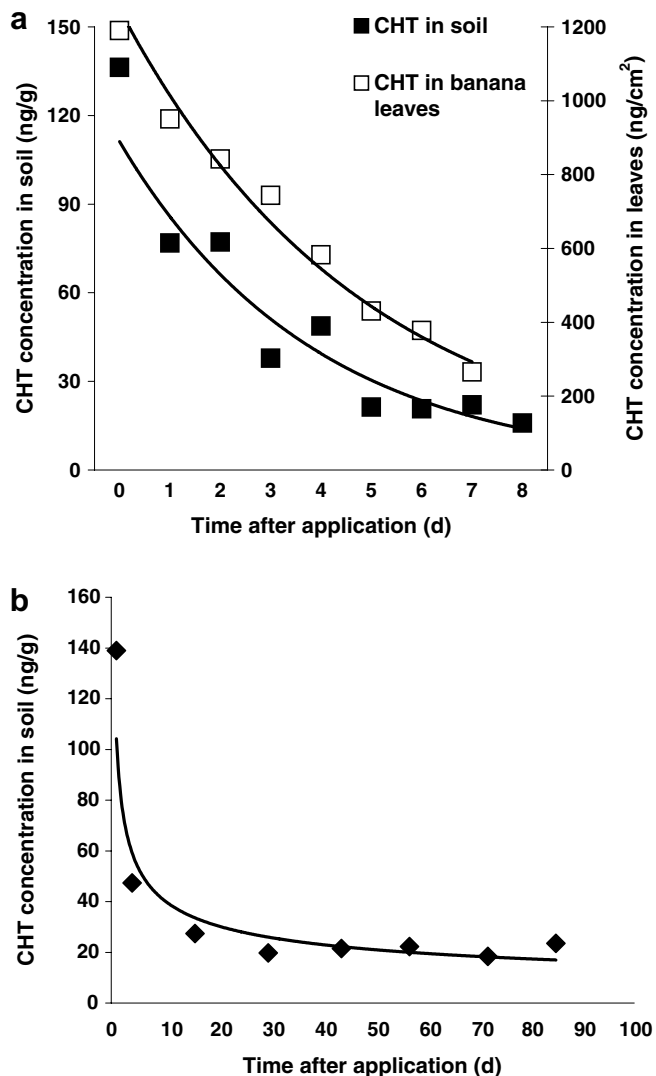 a
CHT in soil
CHT in banana
leaves
CHT concentration in soil (ng/g)
150
120
90
60
30
0
1200
1000
800
600
400
200
0
CHT concentration in leaves (ng/cm²)
0 1 2 3 4 5 6 7 8
Time after application (d)
b
CHT concentration in soil (ng/g)
160
140
120
100
80
60
40
20
0
0 10 20 30 40 50 60 70 80 90 100
Time after application (d)